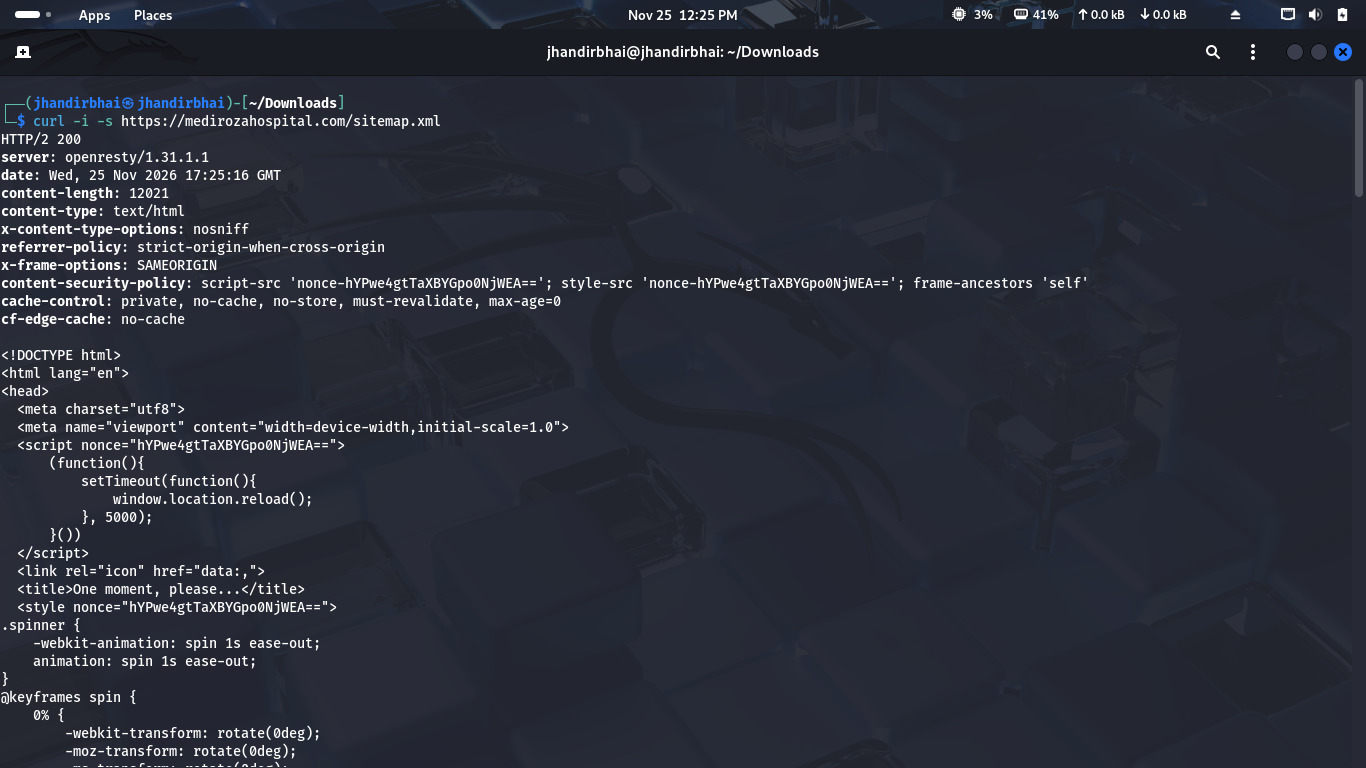 Apps Places Nov 25 12:25 PM 3% 41% 0.0 kB 0.0 kB
jhandirbhai@jhandirbhai: ~/Downloads
┌──(jhandirbhai㉿jhandirbhai)-[~/Downloads]
└─$ curl -i -s https://medirozahospital.com/sitemap.xml
HTTP/2 200
server: openresty/1.31.1.1
date: Wed, 25 Nov 2026 17:25:16 GMT
content-length: 12021
content-type: text/html
x-content-type-options: nosniff
referrer-policy: strict-origin-when-cross-origin
x-frame-options: SAMEORIGIN
content-security-policy: script-src 'nonce-hYPwe4gtTaXBYGpo0NjWEA=='; style-src 'nonce-hYPwe4gtTaXBYGpo0NjWEA=='; frame-ancestors 'self'
cache-control: private, no-cache, no-store, must-revalidate, max-age=0
cf-edge-cache: no-cache

<!DOCTYPE html>
<html lang="en">
<head>
  <meta charset="utf8">
  <meta name="viewport" content="width=device-width,initial-scale=1.0">
  <script nonce="hYPwe4gtTaXBYGpo0NjWEA==">
      (function(){
          setTimeout(function(){
              window.location.reload();
          }, 5000);
      }())
  </script>
  <link rel="icon" href="data:,">
  <title>One moment, please...</title>
  <style nonce="hYPwe4gtTaXBYGpo0NjWEA==">
.spinner {
    -webkit-animation: spin 1s ease-out;
    animation: spin 1s ease-out;
}
@keyframes spin {
    0% {
        -webkit-transform: rotate(0deg);
        -moz-transform: rotate(0deg);